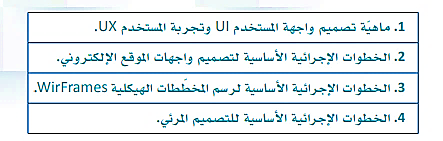 1. ماهيّة تصميم واجهة المستخدم UI وتجربة المستخدم UX.
2. الخطوات الإجرائية الأساسية لتصميم واجهات الموقع الإلكتروني.
3. الخطوات الإجرائية الأساسية لرسم المخطّطات الهيكلية WirFrames.
4. الخطوات الإجرائية الأساسية للتصميم المرئي.